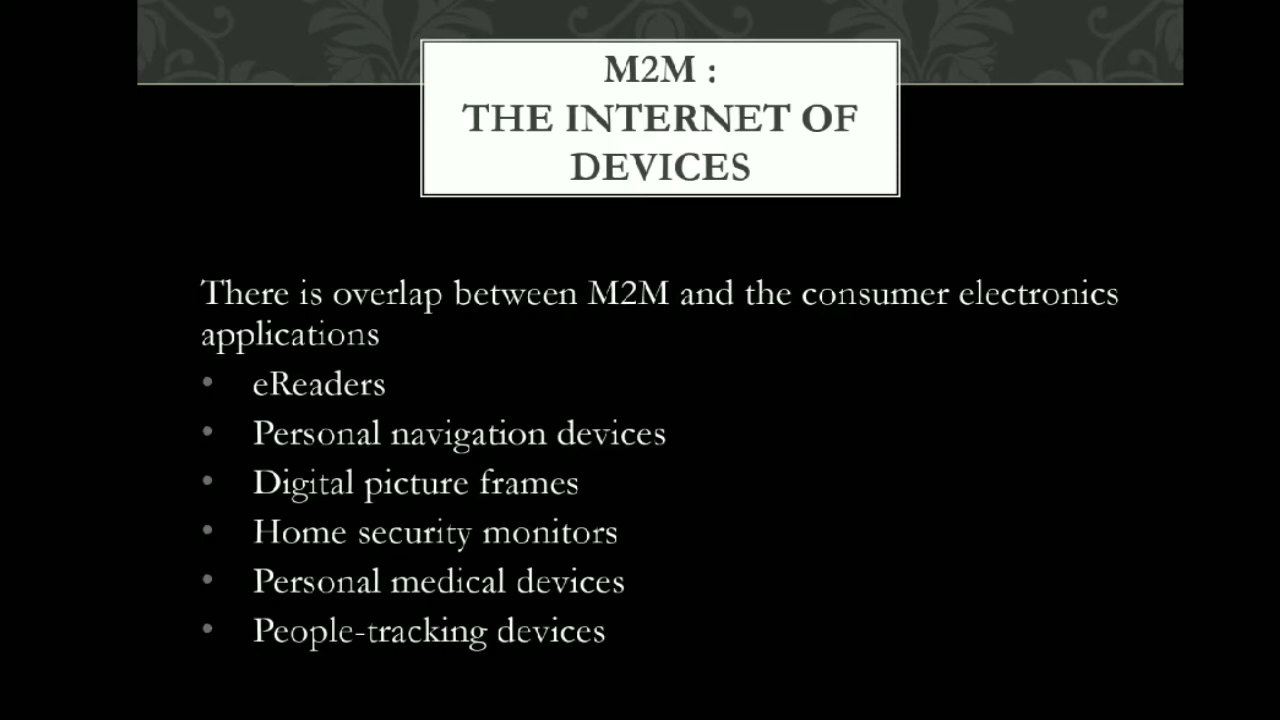 M2M :
THE INTERNET OF
DEVICES
There is overlap between M2M and the consumer electronics
applications
• eReaders
• Personal navigation devices
• Digital picture frames
• Home security monitors
• Personal medical devices
• People-tracking devices